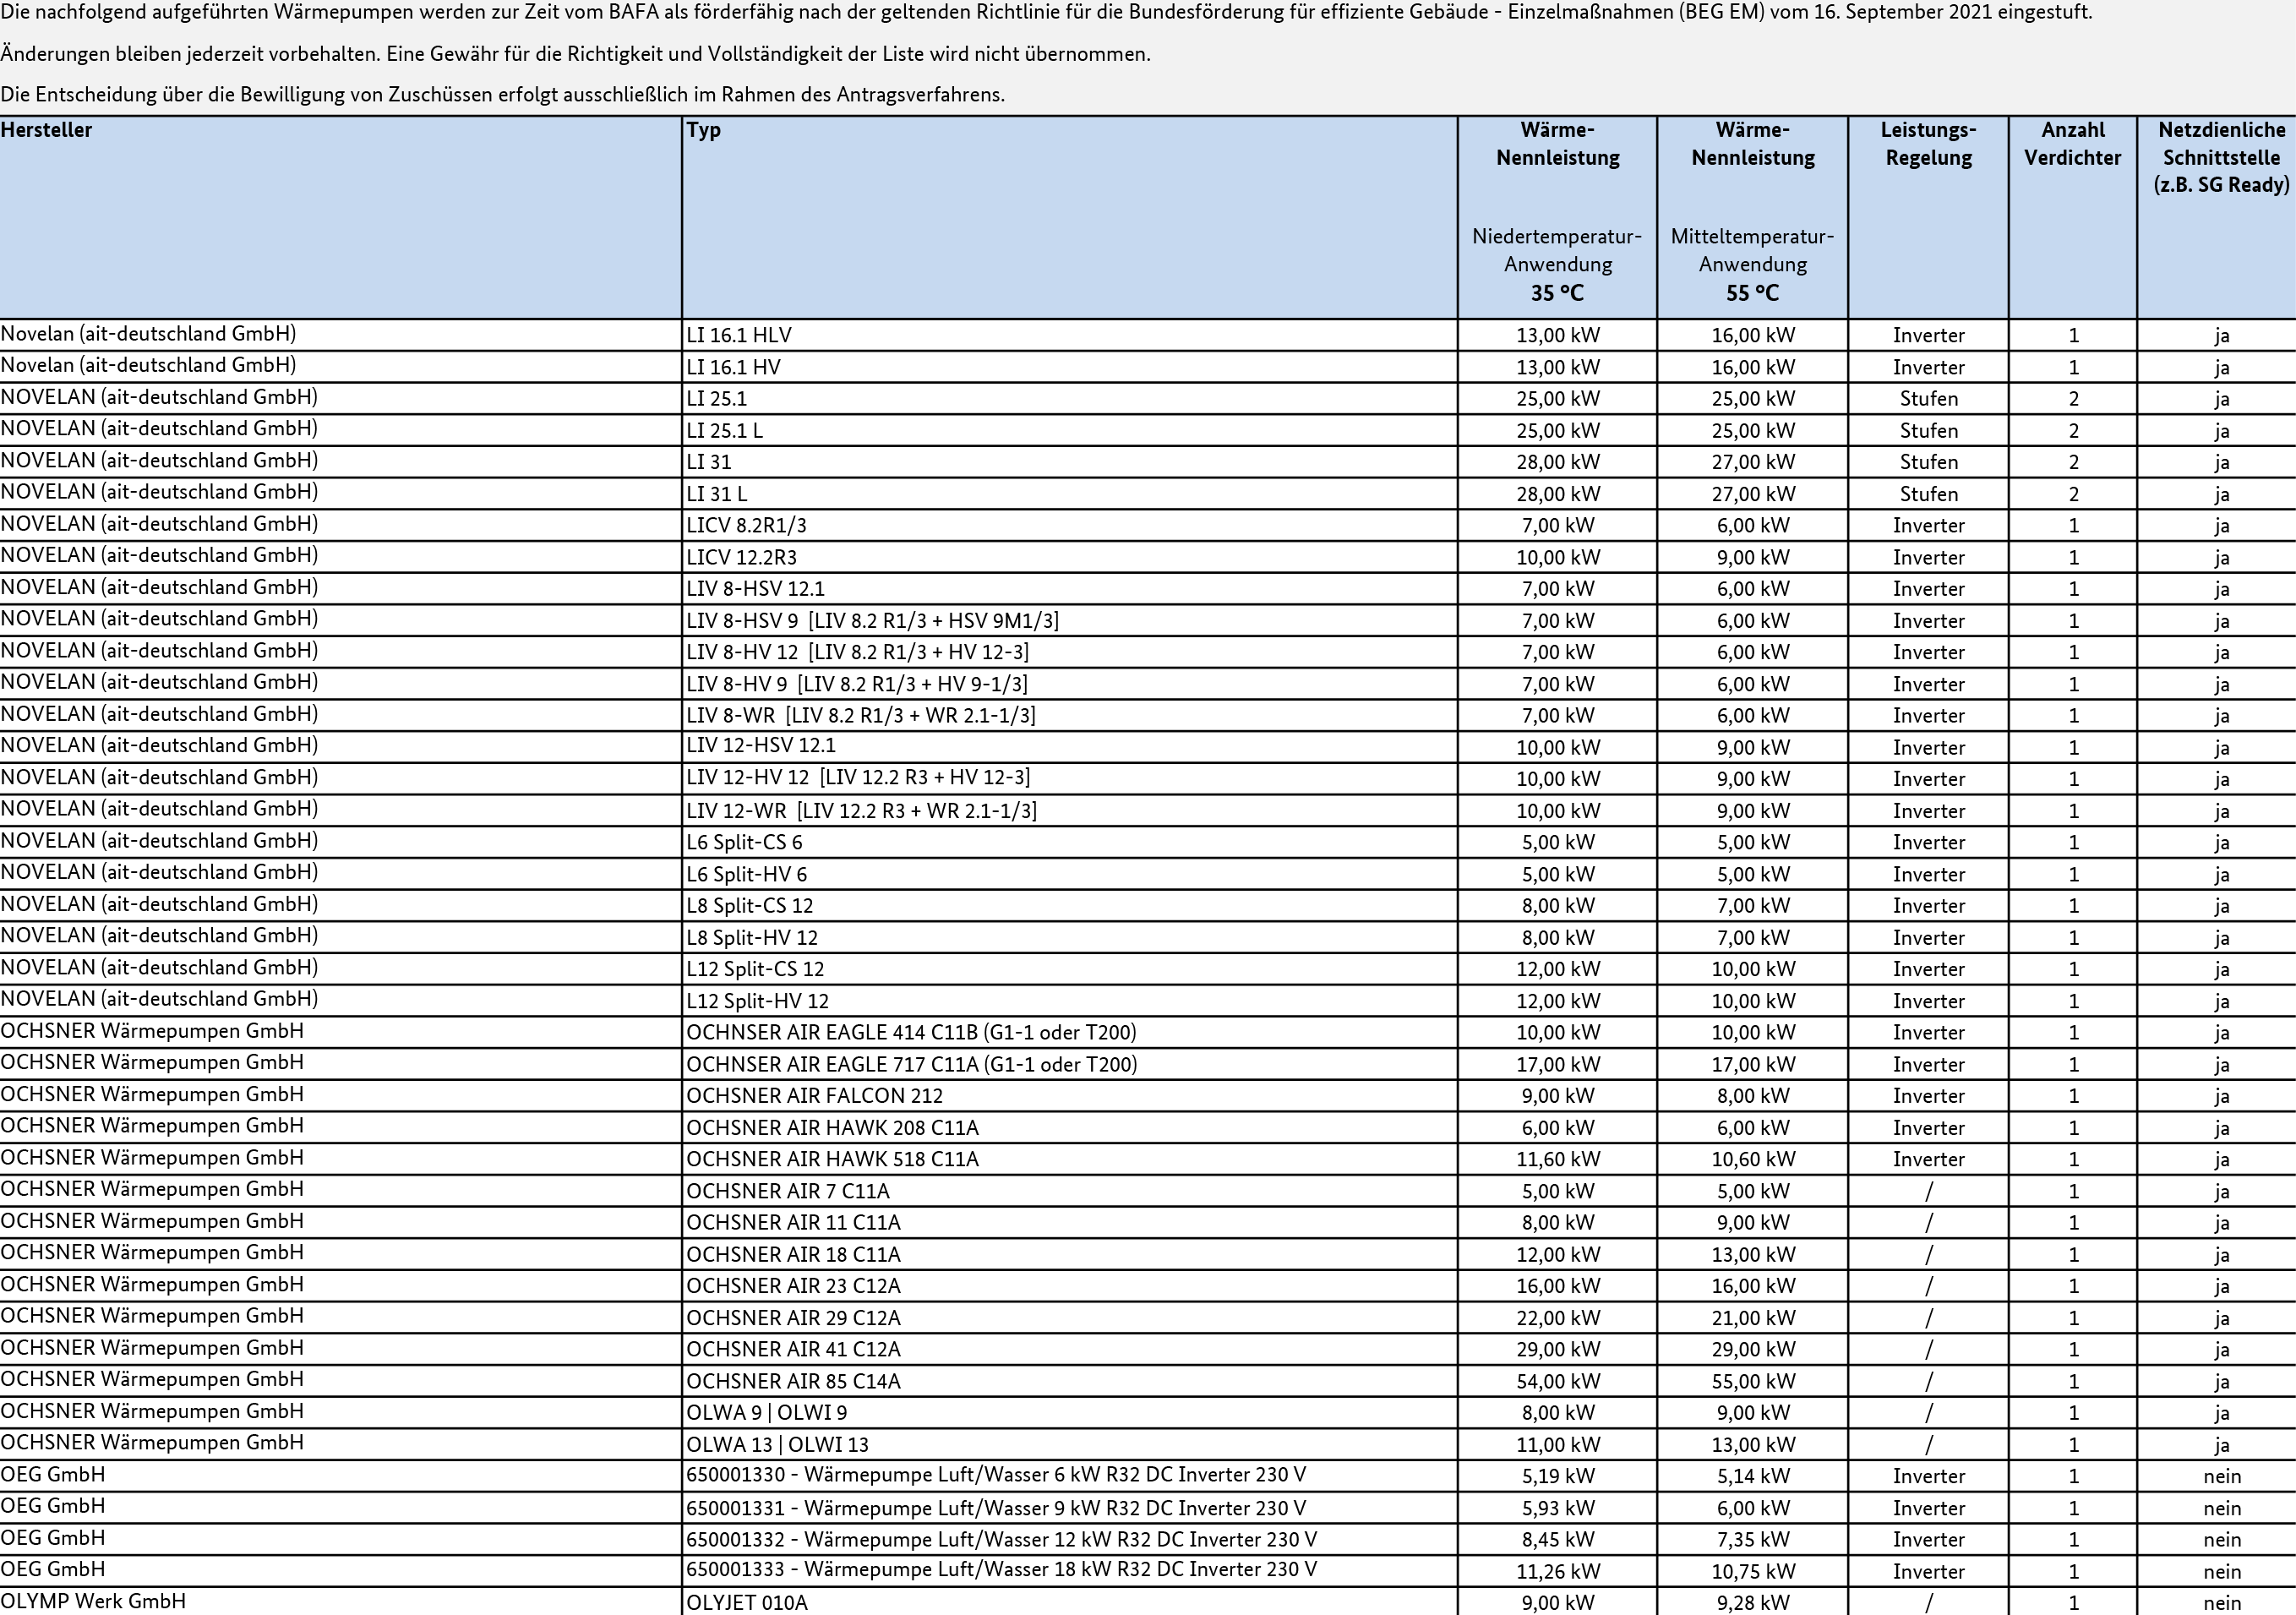 Die nachfolgend aufgeführten Wärmepumpen werden zur Zeit vom BAFA als förderfähig nach der geltenden Richtlinie für die Bundesförderung für effiziente Gebäude - Einzelmaßnahmen (BEG EM) vom 16. September 2021 eingestuft.
Änderungen bleiben jederzeit vorbehalten. Eine Gewähr für die Richtigkeit und Vollständigkeit der Liste wird nicht übernommen.
Die Entscheidung über die Bewilligung von Zuschüssen erfolgt ausschließlich im Rahmen des Antragsverfahrens.
Hersteller Typ Wärme- Wärme- Leistungs- Anzahl Netzdienliche
Nennleistung Nennleistung Regelung Verdichter Schnittstelle
(z.B. SG Ready)
Niedertemperatur- Mitteltemperatur-
Anwendung Anwendung
35 °C 55 °C
Novelan (ait-deutschland GmbH) LI 16.1 HLV 13,00 kW 16,00 kW Inverter 1 ja
Novelan (ait-deutschland GmbH) LI 16.1 HV 13,00 kW 16,00 kW Inverter 1 ja
NOVELAN (ait-deutschland GmbH) LI 25.1 25,00 kW 25,00 kW Stufen 2 ja
NOVELAN (ait-deutschland GmbH) LI 25.1 L 25,00 kW 25,00 kW Stufen 2 ja
NOVELAN (ait-deutschland GmbH) LI 31 28,00 kW 27,00 kW Stufen 2 ja
NOVELAN (ait-deutschland GmbH) LI 31 L 28,00 kW 27,00 kW Stufen 2 ja
NOVELAN (ait-deutschland GmbH) LICV 8.2R1/3 7,00 kW 6,00 kW Inverter 1 ja
NOVELAN (ait-deutschland GmbH) LICV 12.2R3 10,00 kW 9,00 kW Inverter 1 ja
NOVELAN (ait-deutschland GmbH) LIV 8-HSV 12.1 7,00 kW 6,00 kW Inverter 1 ja
NOVELAN (ait-deutschland GmbH) LIV 8-HSV 9 [LIV 8.2 R1/3 + HSV 9M1/3] 7,00 kW 6,00 kW Inverter 1 ja
NOVELAN (ait-deutschland GmbH) LIV 8-HV 12 [LIV 8.2 R1/3 + HV 12-3] 7,00 kW 6,00 kW Inverter 1 ja
NOVELAN (ait-deutschland GmbH) LIV 8-HV 9 [LIV 8.2 R1/3 + HV 9-1/3] 7,00 kW 6,00 kW Inverter 1 ja
NOVELAN (ait-deutschland GmbH) LIV 8-WR [LIV 8.2 R1/3 + WR 2.1-1/3] 7,00 kW 6,00 kW Inverter 1 ja
NOVELAN (ait-deutschland GmbH) LIV 12-HSV 12.1 10,00 kW 9,00 kW Inverter 1 ja
NOVELAN (ait-deutschland GmbH) LIV 12-HV 12 [LIV 12.2 R3 + HV 12-3] 10,00 kW 9,00 kW Inverter 1 ja
NOVELAN (ait-deutschland GmbH) LIV 12-WR [LIV 12.2 R3 + WR 2.1-1/3] 10,00 kW 9,00 kW Inverter 1 ja
NOVELAN (ait-deutschland GmbH) L6 Split-CS 6 5,00 kW 5,00 kW Inverter 1 ja
NOVELAN (ait-deutschland GmbH) L6 Split-HV 6 5,00 kW 5,00 kW Inverter 1 ja
NOVELAN (ait-deutschland GmbH) L8 Split-CS 12 8,00 kW 7,00 kW Inverter 1 ja
NOVELAN (ait-deutschland GmbH) L8 Split-HV 12 8,00 kW 7,00 kW Inverter 1 ja
NOVELAN (ait-deutschland GmbH) L12 Split-CS 12 12,00 kW 10,00 kW Inverter 1 ja
NOVELAN (ait-deutschland GmbH) L12 Split-HV 12 12,00 kW 10,00 kW Inverter 1 ja
OCHSNER Wärmepumpen GmbH OCHNSER AIR EAGLE 414 C11B (G1-1 oder T200) 10,00 kW 10,00 kW Inverter 1 ja
OCHSNER Wärmepumpen GmbH OCHNSER AIR EAGLE 717 C11A (G1-1 oder T200) 17,00 kW 17,00 kW Inverter 1 ja
OCHSNER Wärmepumpen GmbH OCHSNER AIR FALCON 212 9,00 kW 8,00 kW Inverter 1 ja
OCHSNER Wärmepumpen GmbH OCHSNER AIR HAWK 208 C11A 6,00 kW 6,00 kW Inverter 1 ja
OCHSNER Wärmepumpen GmbH OCHSNER AIR HAWK 518 C11A 11,60 kW 10,60 kW Inverter 1 ja
OCHSNER Wärmepumpen GmbH OCHSNER AIR 7 C11A 5,00 kW 5,00 kW / 1 ja
OCHSNER Wärmepumpen GmbH OCHSNER AIR 11 C11A 8,00 kW 9,00 kW / 1 ja
OCHSNER Wärmepumpen GmbH OCHSNER AIR 18 C11A 12,00 kW 13,00 kW / 1 ja
OCHSNER Wärmepumpen GmbH OCHSNER AIR 23 C12A 16,00 kW 16,00 kW / 1 ja
OCHSNER Wärmepumpen GmbH OCHSNER AIR 29 C12A 22,00 kW 21,00 kW / 1 ja
OCHSNER Wärmepumpen GmbH OCHSNER AIR 41 C12A 29,00 kW 29,00 kW / 1 ja
OCHSNER Wärmepumpen GmbH OCHSNER AIR 85 C14A 54,00 kW 55,00 kW / 1 ja
OCHSNER Wärmepumpen GmbH OLWA 9 | OLWI 9 8,00 kW 9,00 kW / 1 ja
OCHSNER Wärmepumpen GmbH OLWA 13 | OLWI 13 11,00 kW 13,00 kW / 1 ja
OEG GmbH 650001330 - Wärmepumpe Luft/Wasser 6 kW R32 DC Inverter 230 V 5,19 kW 5,14 kW Inverter 1 nein
OEG GmbH 650001331 - Wärmepumpe Luft/Wasser 9 kW R32 DC Inverter 230 V 5,93 kW 6,00 kW Inverter 1 nein
OEG GmbH 650001332 - Wärmepumpe Luft/Wasser 12 kW R32 DC Inverter 230 V 8,45 kW 7,35 kW Inverter 1 nein
OEG GmbH 650001333 - Wärmepumpe Luft/Wasser 18 kW R32 DC Inverter 230 V 11,26 kW 10,75 kW Inverter 1 nein
OLYMP Werk GmbH OLYJET 010A 9,00 kW 9,28 kW / 1 nein